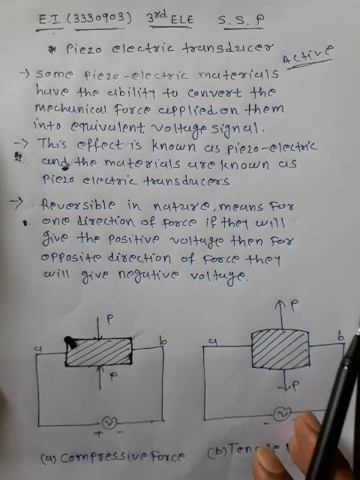 E.I (3330903) 3rd ELE S.S.P
* Piezo electric transducer
Active
→ Some Piezo-electric materials
have the ability to convert the
mechanical force applied on them
into equivalent voltage signal.
→ This effect is known as Piezo-electric
and the materials are known as
Piezo electric transducers
→ Reversible in nature, means for
one direction of force if they will
give the positive voltage then for
opposite direction of force they
will give negative voltage.
P
a b
P
+ -
(a) Compressive Force
P
a b
P
-
(b) Tensile